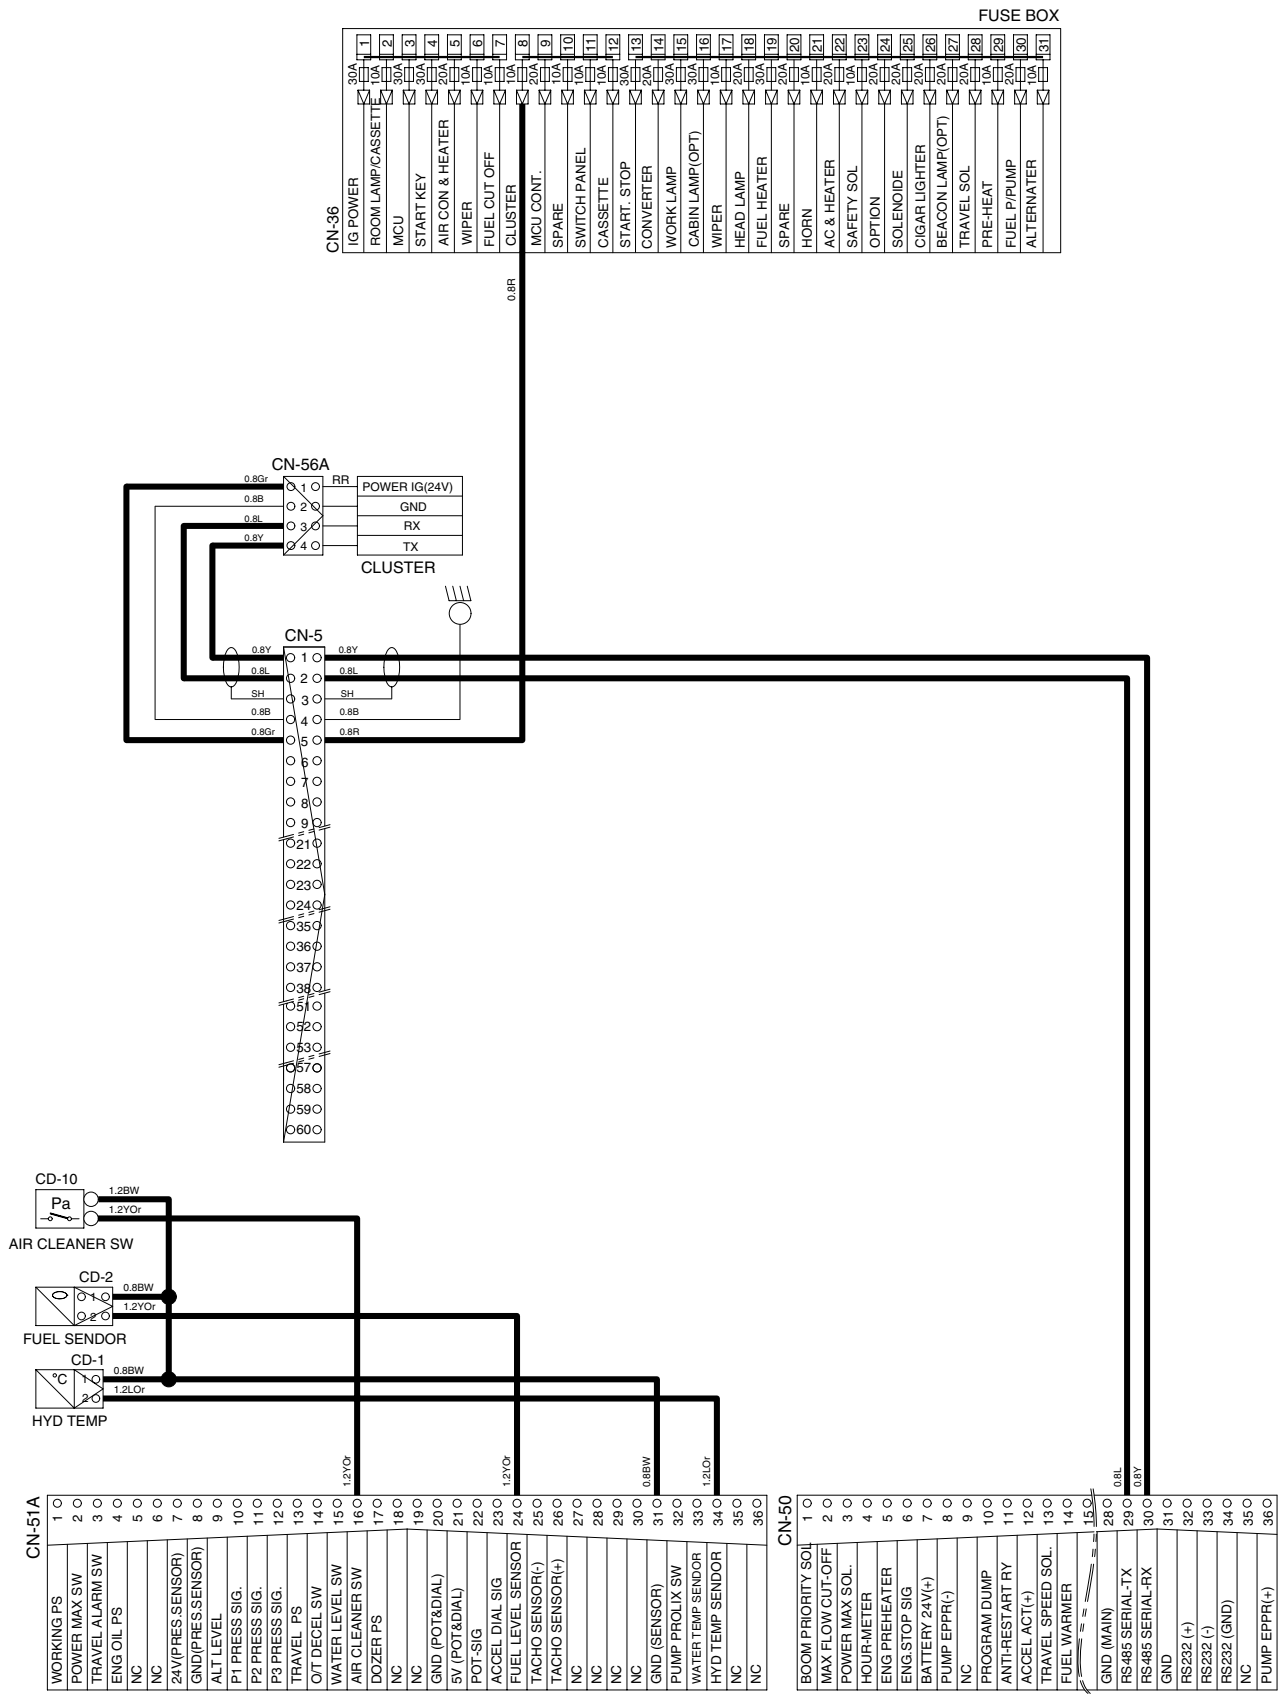 FUSE BOX
1 2 3 4 5 6 7 8 9 10 11 12 13 14 15 16 17 18 19 20 21 22 23 24 25 26 27 28 29 30 31
30A 10A 30A 30A 20A 10A 10A 10A 20A 10A 10A 10A 30A 20A 30A 30A 10A 20A 30A 20A 10A 20A 10A 20A 20A 20A 20A 20A 10A 20A 10A
CN-36
IG POWER
ROOM LAMP/CASSETTE
MCU
START KEY
AIR CON & HEATER
WIPER
FUEL CUT OFF
CLUSTER
MCU CONT.
SPARE
SWITCH PANEL
CASSETTE
START. STOP
CONVERTER
WORK LAMP
CABIN LAMP(OPT)
WIPER
HEAD LAMP
FUEL HEATER
SPARE
HORN
AC & HEATER
SAFETY SOL
OPTION
SOLENOIDE
CIGAR LIGHTER
BEACON LAMP(OPT)
TRAVEL SOL
PRE-HEAT
FUEL P/PUMP
ALTERNATER
0.8R
CN-56A
0.8Gr 1 RR POWER IG(24V)
0.8B 2 GND
0.8L 3 RX
0.8Y 4 TX
CLUSTER
CN-5
0.8Y 1 0.8Y
0.8L 2 0.8L
SH 3 SH
0.8B 4 0.8B
0.8Gr 5 0.8R
6
7
8
9
21
22
23
24
35
36
37
38
51
52
53
57
58
59
60
CD-10
Pa
1.2BW
1.2YOr
AIR CLEANER SW
CD-2
1 0.8BW
2 1.2YOr
FUEL SENDOR
CD-1
°C
1 0.8BW
2 1.2LOr
HYD TEMP
1.2YOr
1.2YOr
0.8BW
1.2LOr
0.8L
0.8Y
CN-51A
1 WORKING PS
2 POWER MAX SW
3 TRAVEL ALARM SW
4 ENG OIL PS
5 NC
6 NC
7 24V(PRES.SENSOR)
8 GND(PRES.SENSOR)
9 ALT LEVEL
10 P1 PRESS SIG.
11 P2 PRESS SIG.
12 P3 PRESS SIG.
13 TRAVEL PS
14 O/T DECEL SW
15 WATER LEVEL SW
16 AIR CLEANER SW
17 DOZER PS
18 NC
19 NC
20 GND (POT&DIAL)
21 5V (POT&DIAL)
22 POT-SIG
23 ACCEL DIAL SIG
24 FUEL LEVEL SENSOR
25 TACHO SENSOR(-)
26 TACHO SENSOR(+)
27 NC
28 NC
29 NC
30 NC
31 GND (SENSOR)
32 PUMP PROLIX SW
33 WATER TEMP SENDOR
34 HYD TEMP SENDOR
35 NC
36 NC
CN-50
1 BOOM PRIORITY SOL
2 MAX FLOW CUT-OFF
3 POWER MAX SOL.
4 HOUR-METER
5 ENG PREHEATER
6 ENG.STOP SIG
7 BATTERY 24V(+)
8 PUMP EPPR(-)
9 NC
10 PROGRAM DUMP
11 ANTI-RESTART RY
12 ACCEL ACT(+)
13 TRAVEL SPEED SOL.
14 FUEL WARMER
15
28 GND (MAIN)
29 RS485 SERIAL-TX
30 RS485 SERIAL-RX
31 GND
32 RS232 (+)
33 RS232 (-)
34 RS232 (GND)
35 NC
36 PUMP EPPR(+)